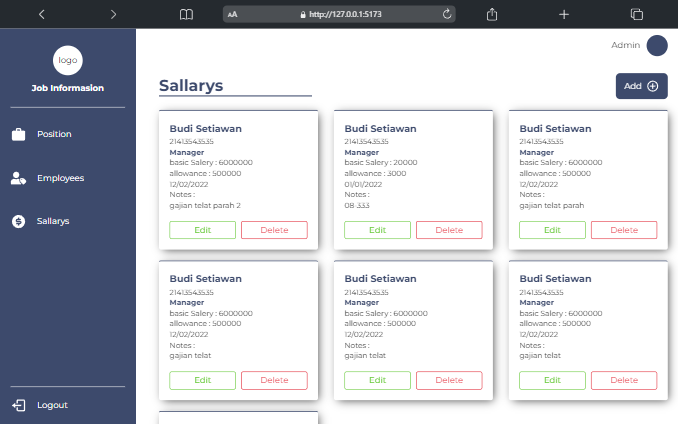 AA
http://127.0.0.1:5173
logo
Job Informasion
Position
Employees
Sallarys
Logout
Admin
Sallarys
Add
Budi Setiawan
21413543535
Manager
basic Salery : 6000000
allowance : 500000
12/02/2022
Notes :
gajian telat parah 2
Edit
Delete
Budi Setiawan
21413543535
Manager
basic Salery : 20000
allowance : 3000
01/01/2022
Notes :
08-333
Edit
Delete
Budi Setiawan
21413543535
Manager
basic Salery : 6000000
allowance : 500000
12/02/2022
Notes :
gajian telat parah
Edit
Delete
Budi Setiawan
21413543535
Manager
basic Salery : 6000000
allowance : 500000
12/02/2022
Notes :
gajian telat
Edit
Delete
Budi Setiawan
21413543535
Manager
basic Salery : 6000000
allowance : 500000
12/02/2022
Notes :
gajian telat
Edit
Delete
Budi Setiawan
21413543535
Manager
basic Salery : 6000000
allowance : 500000
12/02/2022
Notes :
gajian telat
Edit
Delete